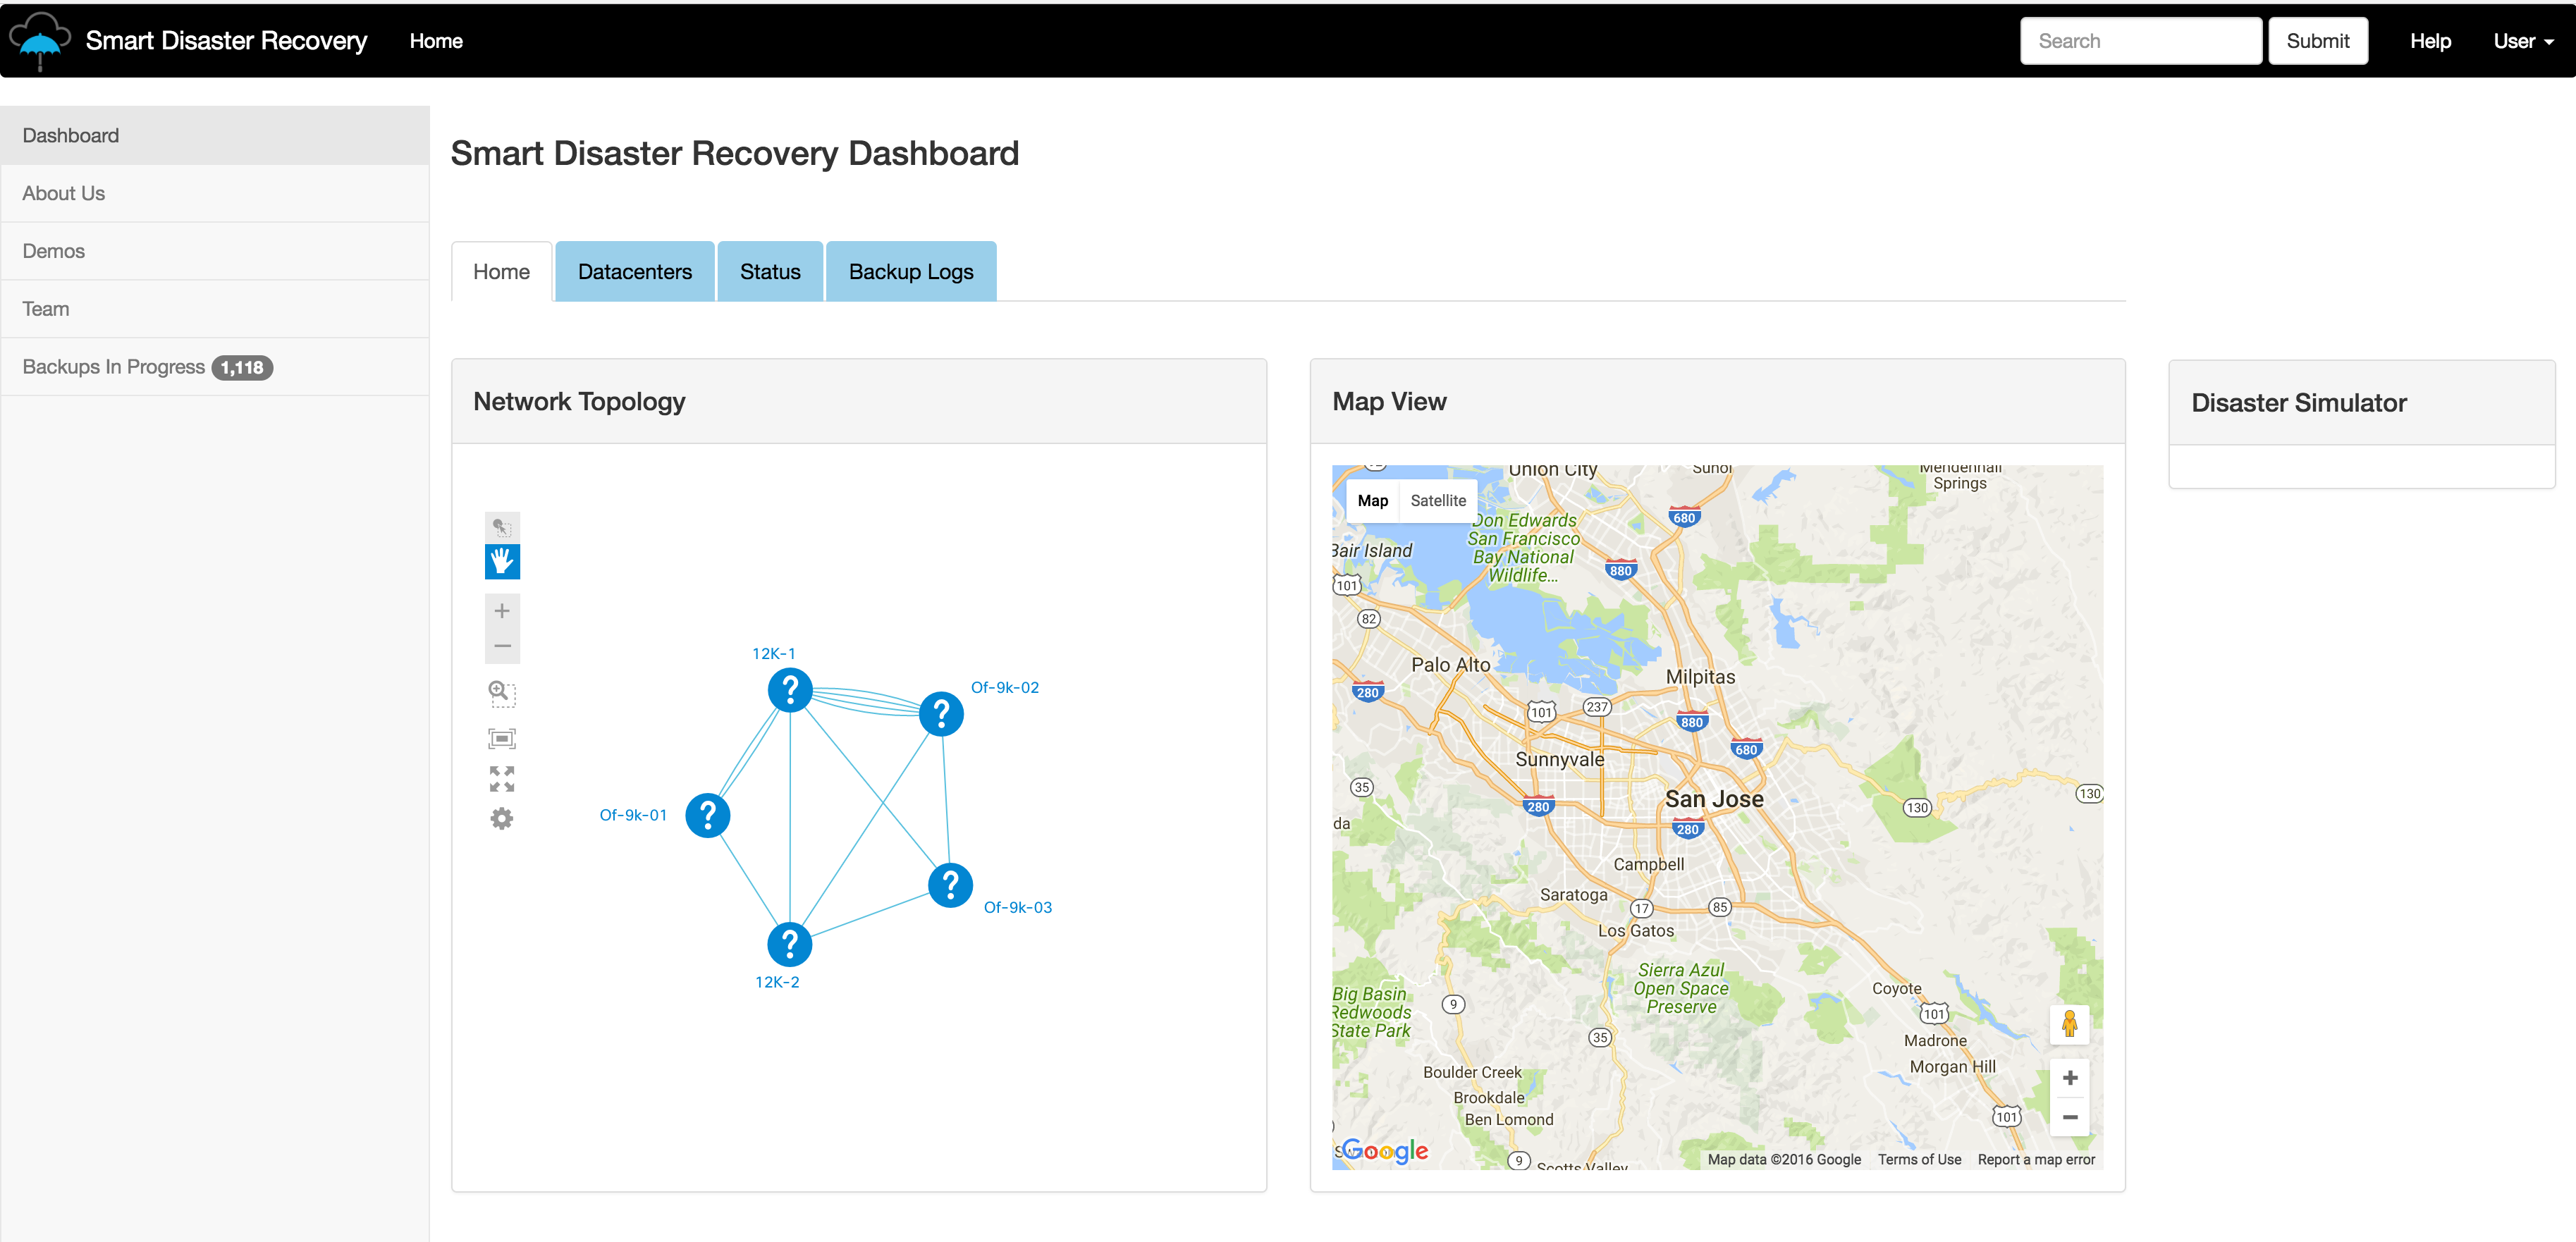 Smart Disaster Recovery
Home
Search
Submit
Help
User
Dashboard
About Us
Demos
Team
Backups In Progress 1,118
Smart Disaster Recovery Dashboard
Home
Datacenters
Status
Backup Logs
Network Topology
12K-1
Of-9k-02
Of-9k-01
Of-9k-03
12K-2
Map View
Map
Satellite
Union City
Sunol
Mendenhall
Springs
680
Don Edwards
San Francisco
Bay National
Wildlife...
Bair Island
880
101
82
Palo Alto
Milpitas
280
101
237
880
680
Sunnyvale
35
280
San Jose
130
130
280
da
Campbell
Saratoga
17
85
Los Gatos
Sierra Azul
Open Space
Preserve
Big Basin
Redwoods
State Park
9
Coyote
101
35
Madrone
Morgan Hill
Boulder Creek
Brookdale
Ben Lomond
101
Google
9
Scotts Valley
Map data ©2016 Google
Terms of Use
Report a map error
Disaster Simulator